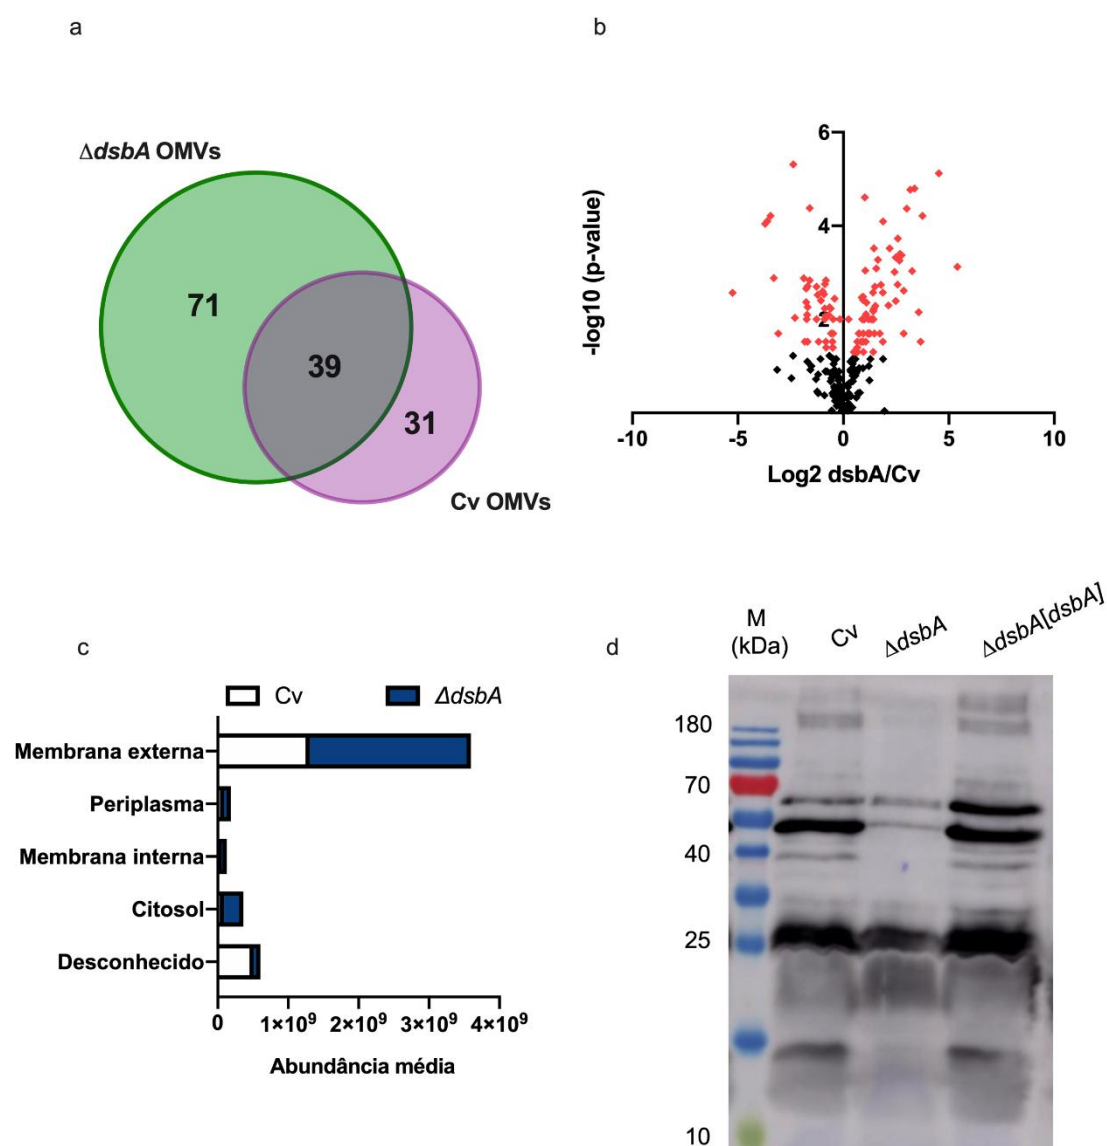 a
ΔdsbA OMVs
71
39
31
Cv OMVs
b
-log10 (p-value)
6
4
2
-10 -5 0 5 10
Log2 dsbA/Cv
c
Cv ΔdsbA
Membrana externa
Periplasma
Membrana interna
Citosol
Desconhecido
0 1×10⁹ 2×10⁹ 3×10⁹ 4×10⁹
Abundância média
d
M
(kDa)
Cv
ΔdsbA
ΔdsbA[dsbA]
180
70
40
25
10